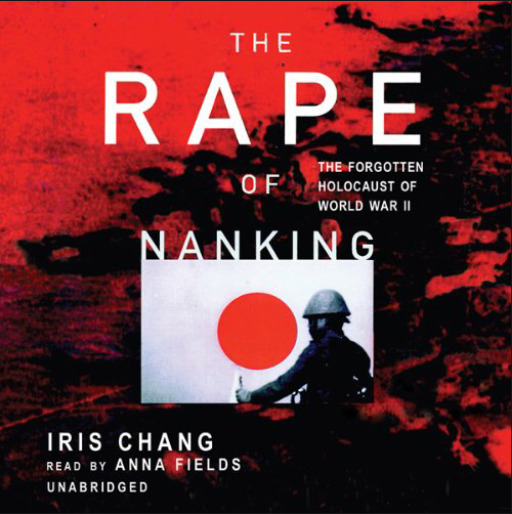 THE
RAPE
OF
THE FORGOTTEN
HOLOCAUST OF
WORLD WAR II
NANKING
IRIS CHANG
READ BY ANNA FIELDS
UNABRIDGED